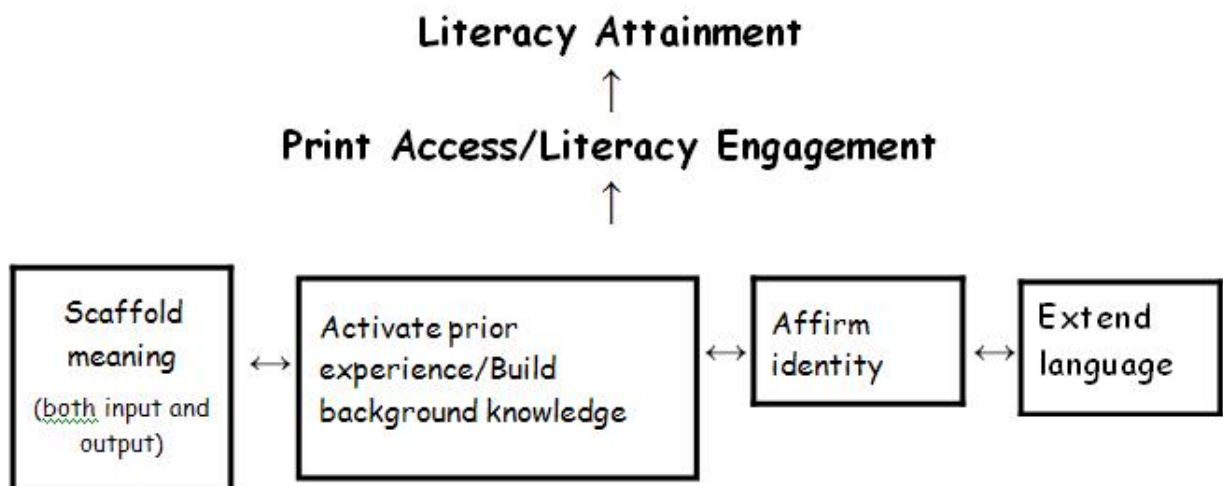 Literacy Attainment
↑
Print Access/Literacy Engagement
↑
Scaffold
meaning
(both input and
output)
↔
Activate prior
experience/Build
background knowledge
↔
Affirm
identity
↔
Extend
language